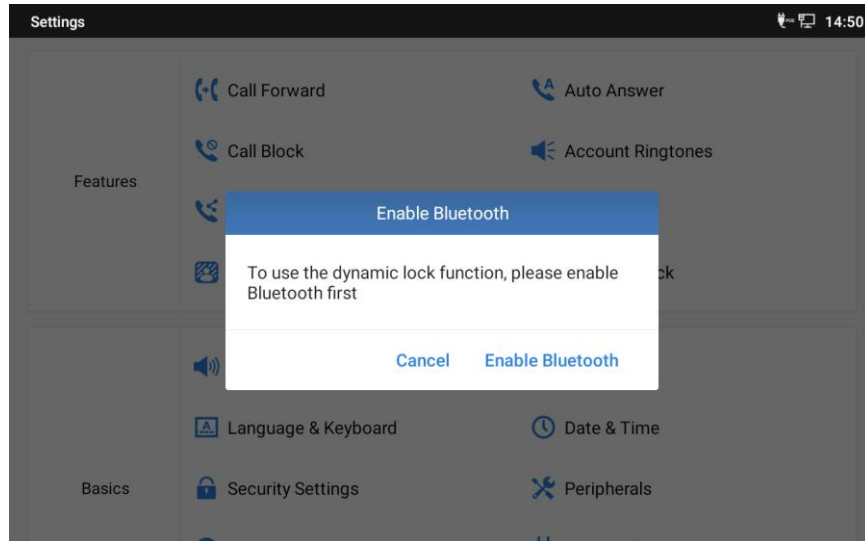 Settings
14:50
Call Forward
Auto Answer
Call Block
Account Ringtones
Features
Enable Bluetooth
To use the dynamic lock function, please enable
Bluetooth first
ck
Cancel
Enable Bluetooth
Language & Keyboard
Date & Time
Basics
Security Settings
Peripherals